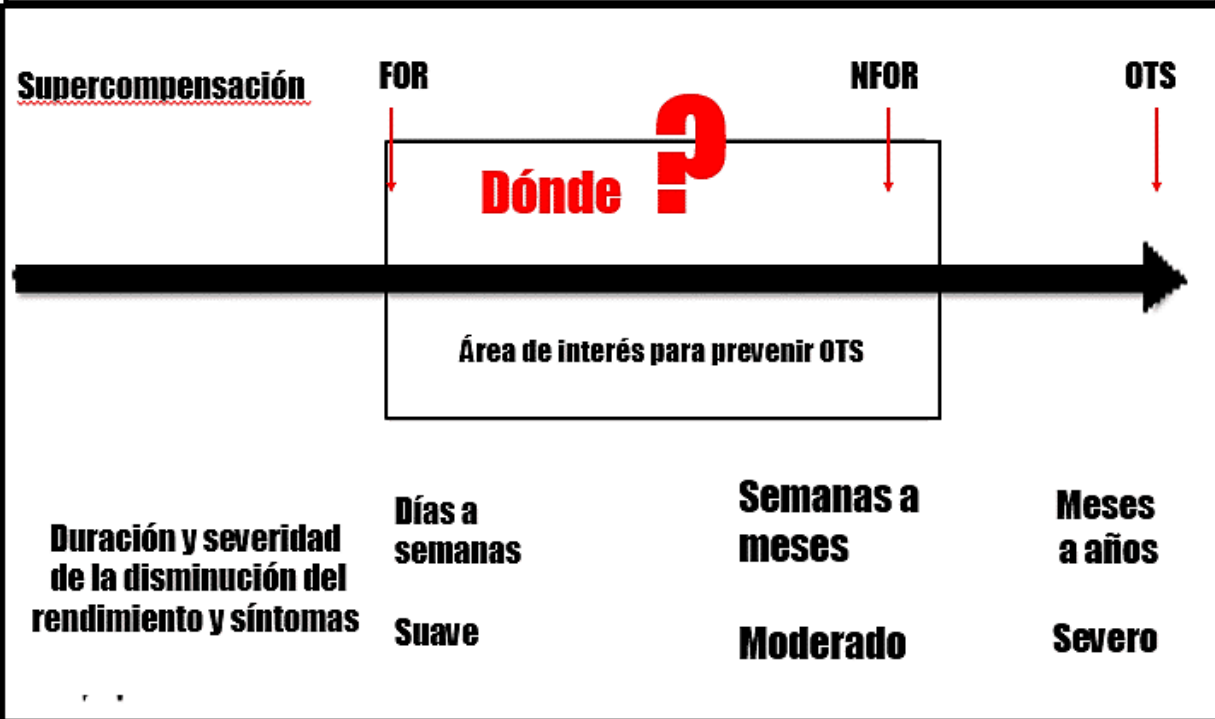 Supercompensación
FOR
NFOR
OTS
Dónde ?
Área de interés para prevenir OTS
Duración y severidad
de la disminución del
rendimiento y síntomas
Días a
semanas
Suave
Semanas a
meses
Moderado
Meses
a años
Severo